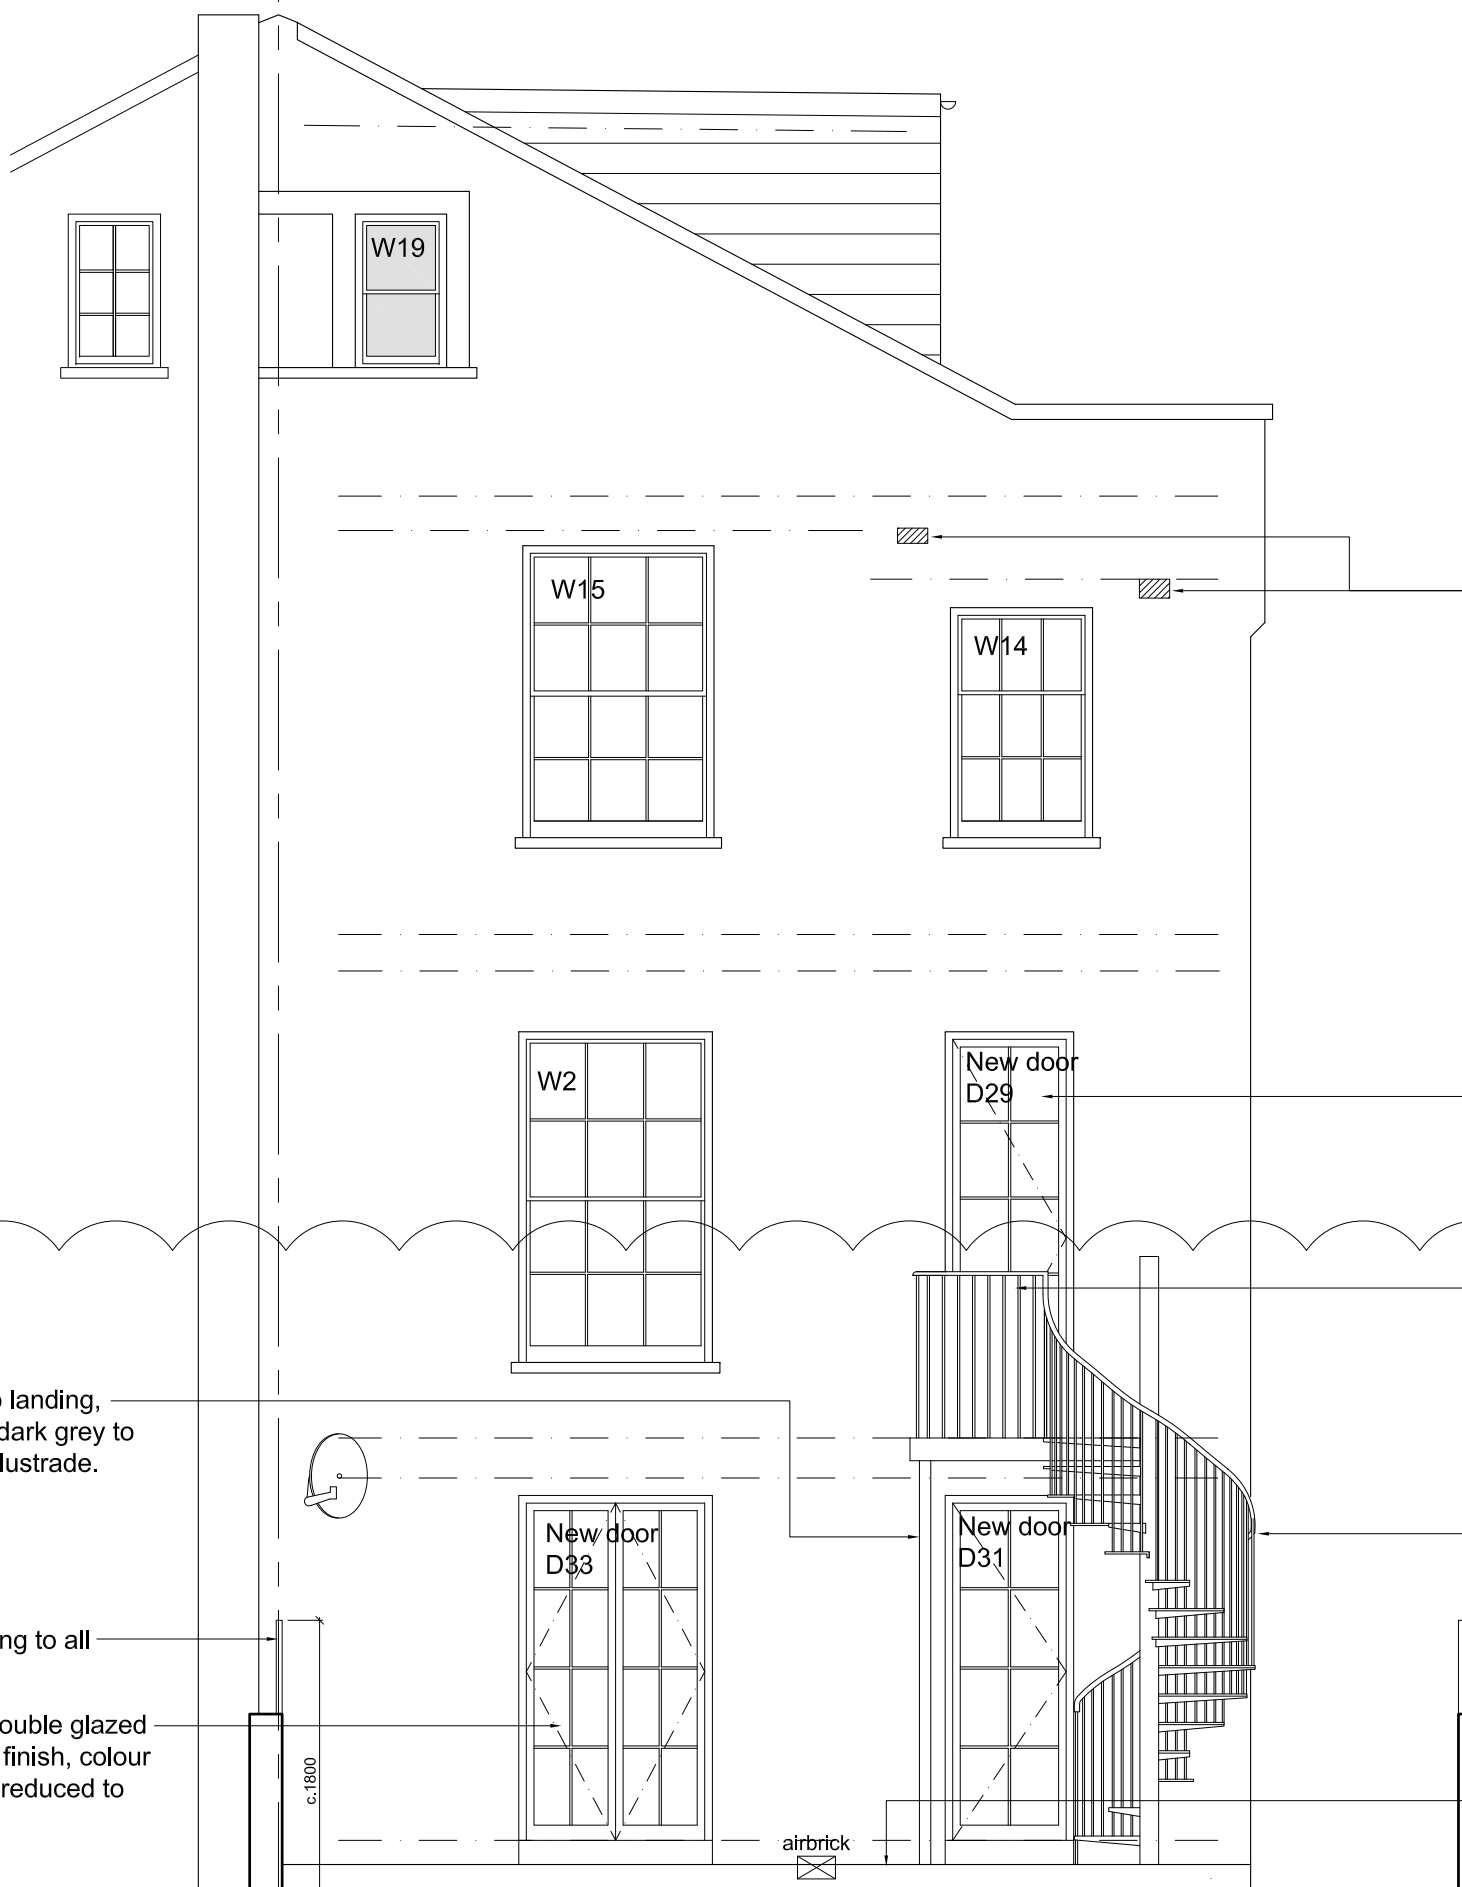 W19
W15
W14
W2
New door
D29
landing,
dark grey to
lustrade.
New door
D33
New door
D31
ng to all
ouble glazed
finish, colour
reduced to
c.1800
airbrick